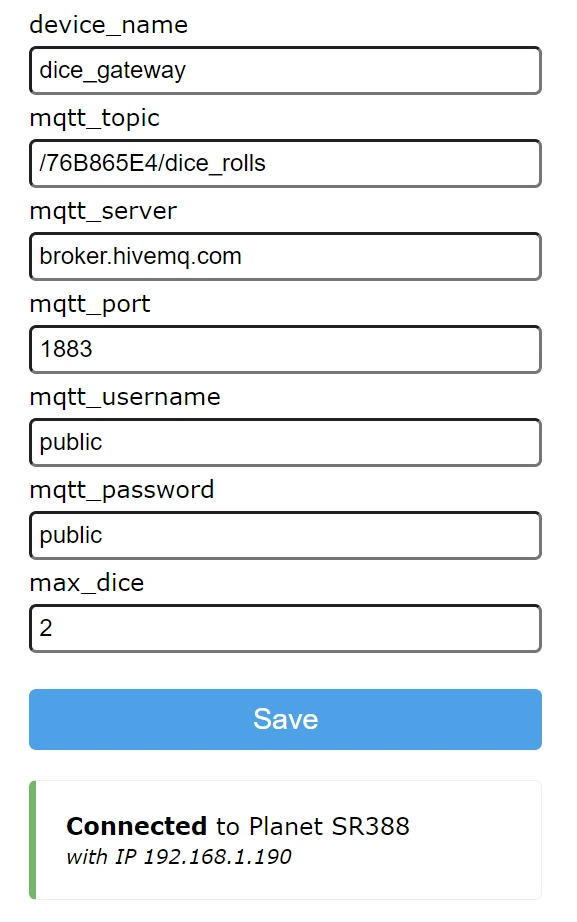 device_name
dice_gateway
mqtt_topic
/76B865E4/dice_rolls
mqtt_server
broker.hivemq.com
mqtt_port
1883
mqtt_username
public
mqtt_password
public
max_dice
2
Save
Connected to Planet SR388
with IP 192.168.1.190